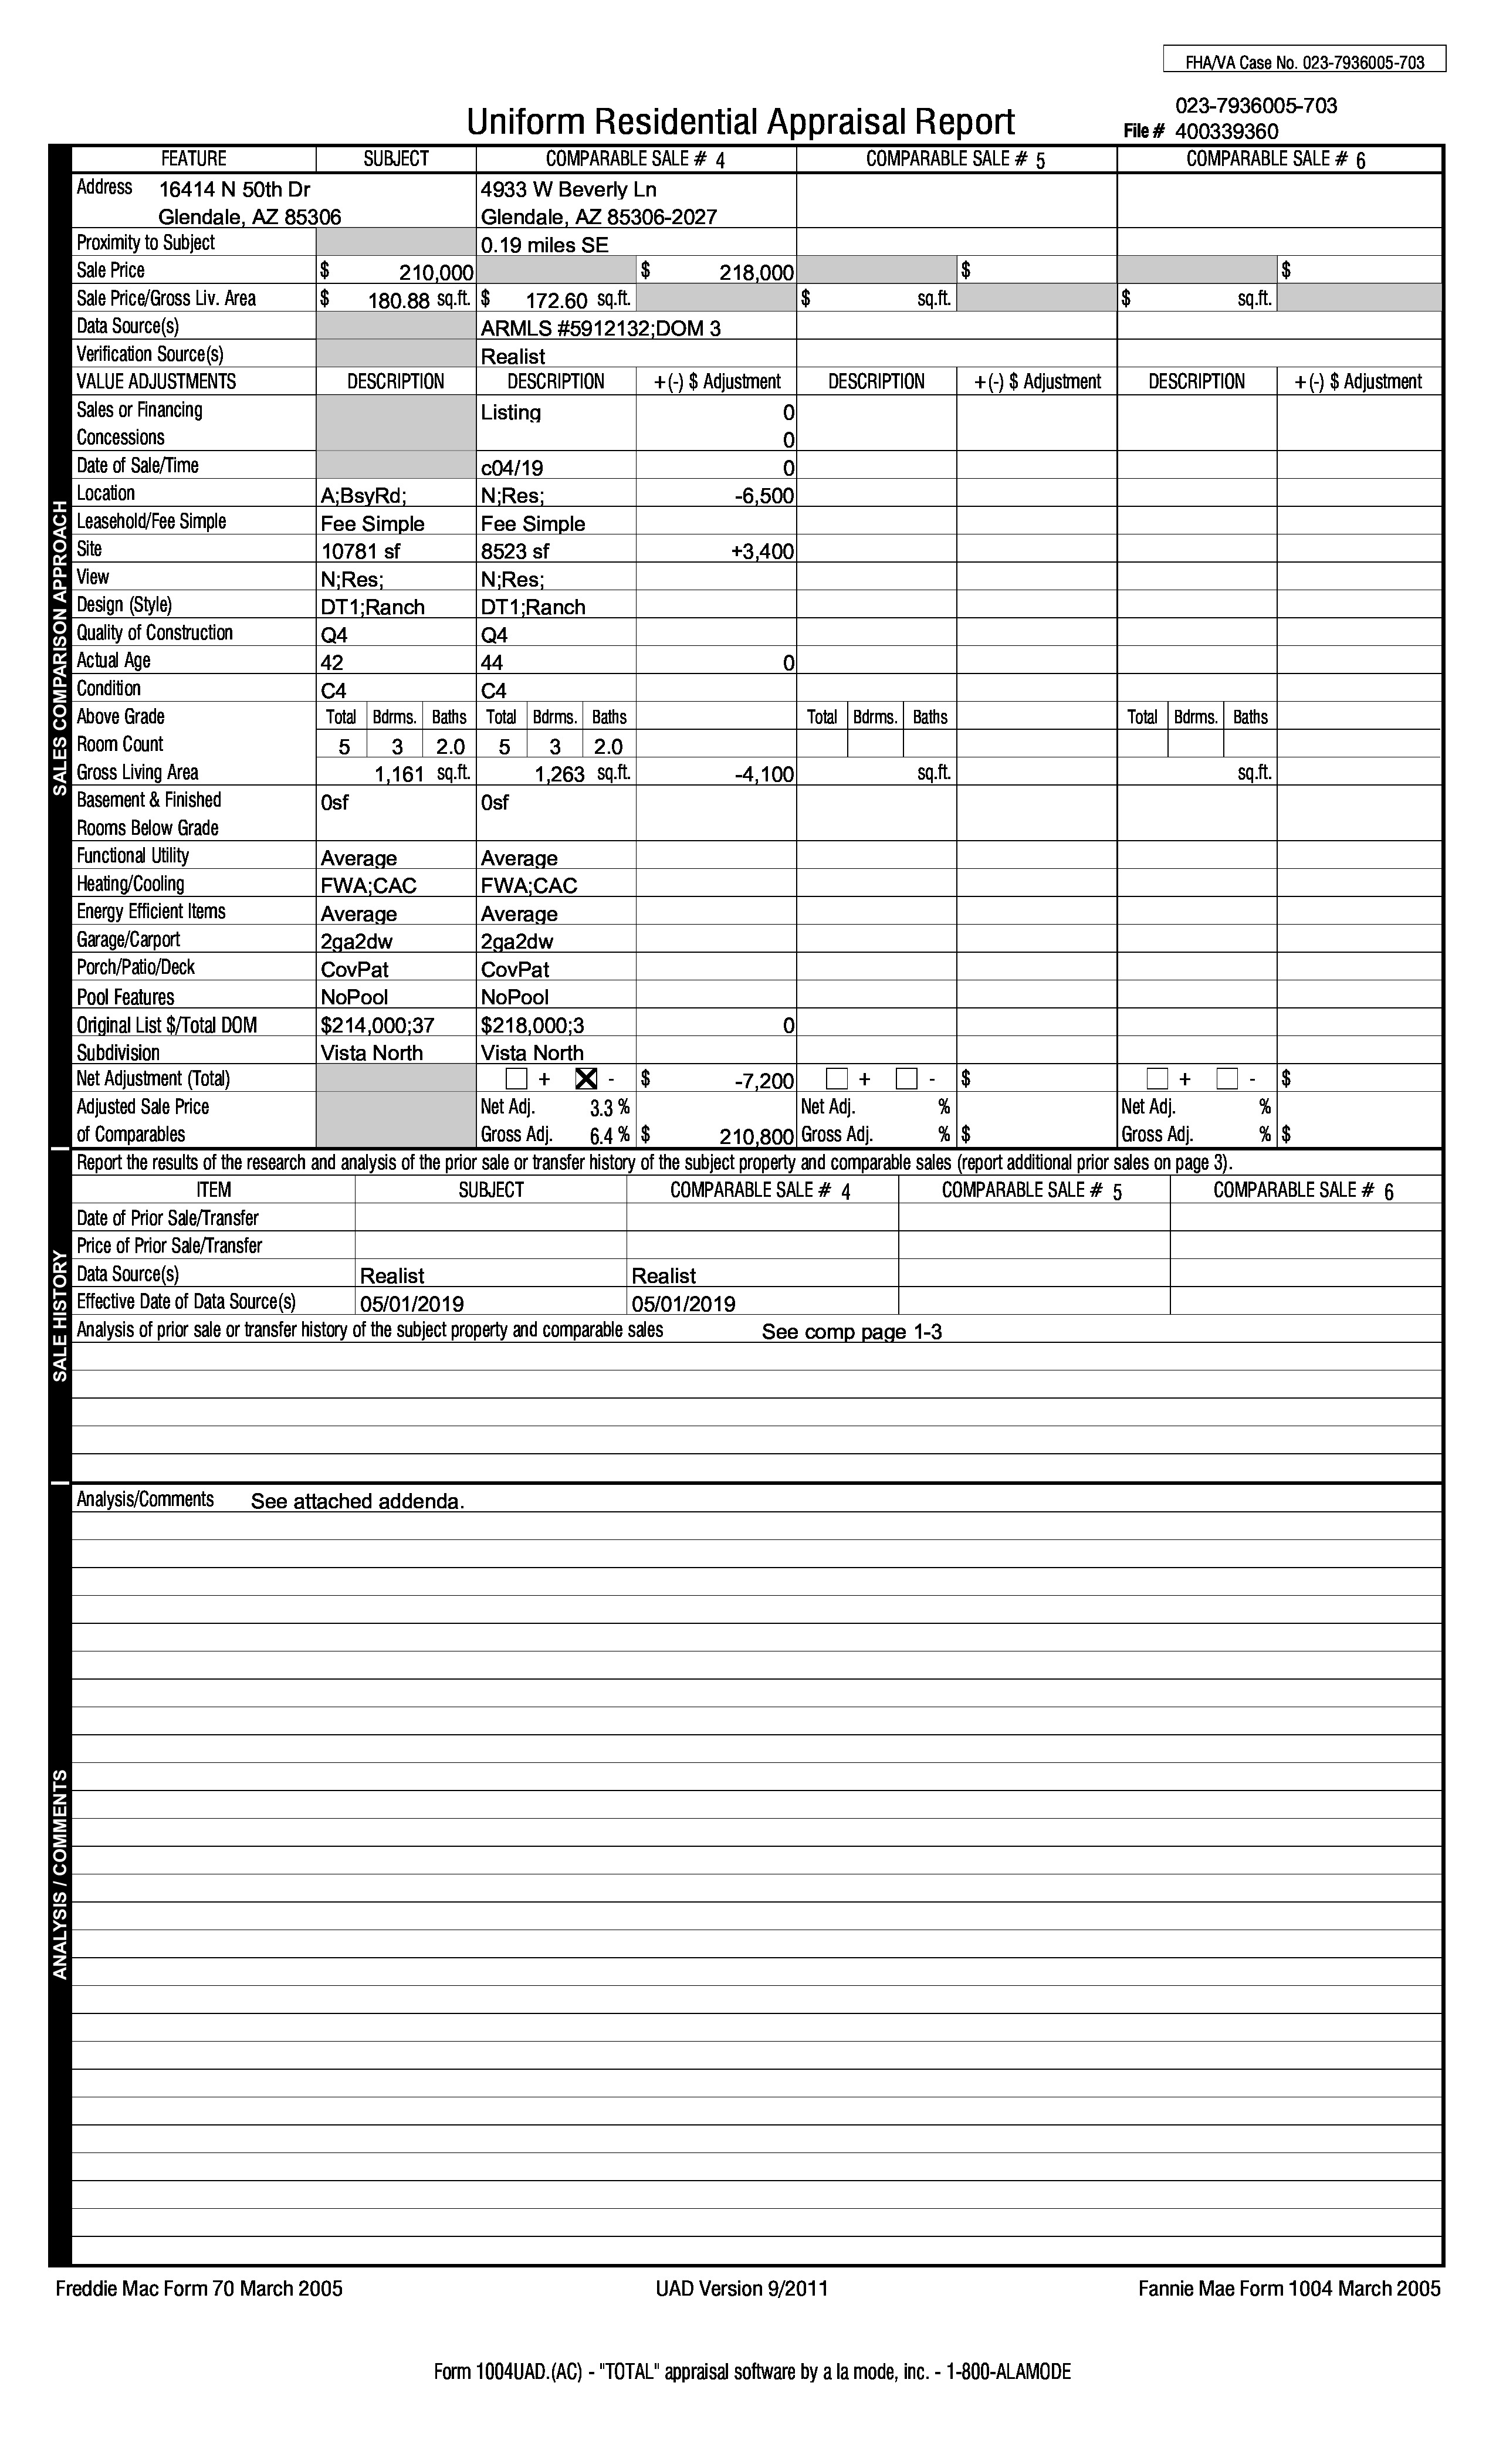 FHA/VA Case No. 023-7936005-703
023-7936005-703
Uniform Residential Appraisal Report File # 400339360
FEATURE SUBJECT COMPARABLE SALE # 4 COMPARABLE SALE # 5 COMPARABLE SALE # 6
Address 16414 N 50th Dr 4933 W Beverly Ln
Glendale, AZ 85306 Glendale, AZ 85306-2027
Proximity to Subject 0.19 miles SE
Sale Price $ 210,000 $ 218,000 $ $
Sale Price/Gross Liv. Area $ 180.88 sq.ft. $ 172.60 sq.ft. $ sq.ft. $ sq.ft.
Data Source(s) ARMLS #5912132;DOM 3
Verification Source(s) Realist
VALUE ADJUSTMENTS DESCRIPTION DESCRIPTION +(-) $ Adjustment DESCRIPTION +(-) $ Adjustment DESCRIPTION +(-) $ Adjustment
Sales or Financing Listing 0
Concessions 0
Date of Sale/Time c04/19 0
Location A;BsyRd; N;Res; -6,500
Leasehold/Fee Simple Fee Simple Fee Simple
Site 10781 sf 8523 sf +3,400
View N;Res; N;Res;
Design (Style) DT1;Ranch DT1;Ranch
Quality of Construction Q4 Q4
Actual Age 42 44 0
Condition C4 C4
Above Grade Total Bdrms. Baths Total Bdrms. Baths Total Bdrms. Baths Total Bdrms. Baths
Room Count 5 3 2.0 5 3 2.0
Gross Living Area 1,161 sq.ft. 1,263 sq.ft. -4,100 sq.ft. sq.ft.
Basement & Finished 0sf 0sf
Rooms Below Grade
Functional Utility Average Average
Heating/Cooling FWA;CAC FWA;CAC
Energy Efficient Items Average Average
Garage/Carport 2ga2dw 2ga2dw
Porch/Patio/Deck CovPat CovPat
Pool Features NoPool NoPool
Original List $/Total DOM $214,000;37 $218,000;3 0
Subdivision Vista North Vista North
Net Adjustment (Total) + X - $ -7,200 + - $ + - $
Adjusted Sale Price Net Adj. 3.3 % Net Adj. % Net Adj. %
of Comparables Gross Adj. 6.4 % $ 210,800 Gross Adj. % $ Gross Adj. % $
SALES COMPARISON APPROACH
Report the results of the research and analysis of the prior sale or transfer history of the subject property and comparable sales (report additional prior sales on page 3).
ITEM SUBJECT COMPARABLE SALE # 4 COMPARABLE SALE # 5 COMPARABLE SALE # 6
Date of Prior Sale/Transfer
Price of Prior Sale/Transfer
Data Source(s) Realist Realist
Effective Date of Data Source(s) 05/01/2019 05/01/2019
Analysis of prior sale or transfer history of the subject property and comparable sales See comp page 1-3
SALE HISTORY
Analysis/Comments See attached addenda.
ANALYSIS / COMMENTS
Freddie Mac Form 70 March 2005 UAD Version 9/2011 Fannie Mae Form 1004 March 2005
Form 1004UAD.(AC) - "TOTAL" appraisal software by a la mode, inc. - 1-800-ALAMODE